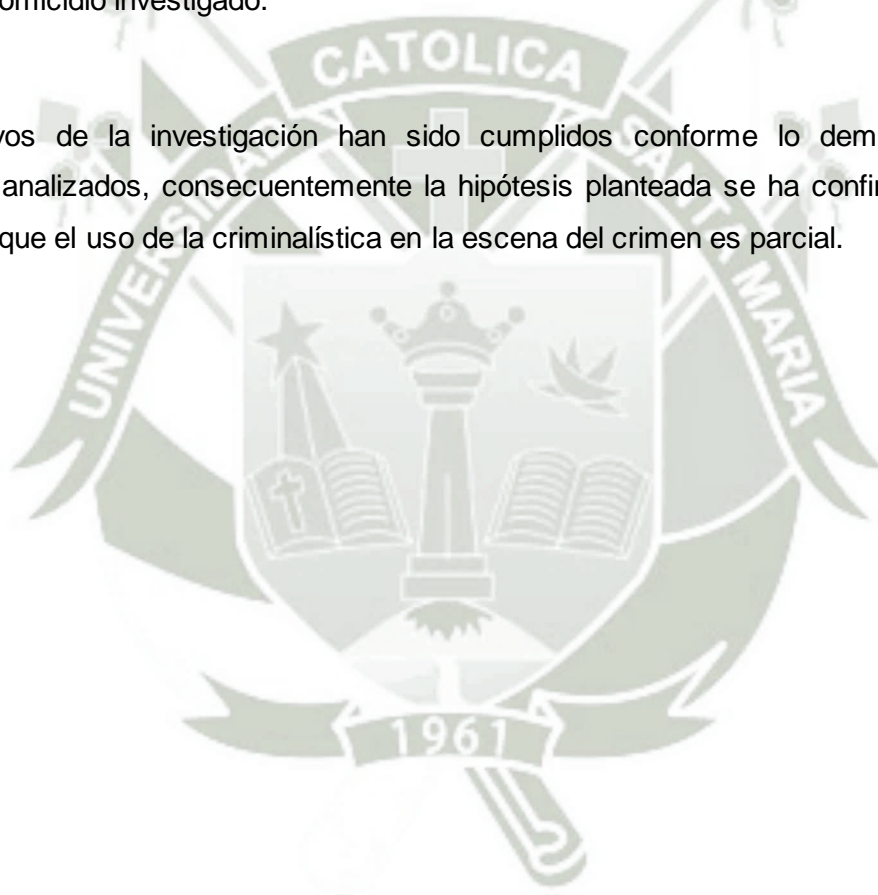 omicidio investigado.
vos de la investigación han sido cumplidos conforme lo dem
analizados, consecuentemente la hipótesis planteada se ha confir
que el uso de la criminalística en la escena del crimen es parcial.
UNIVERSIDAD CATOLICA SANTA MARIA
1961